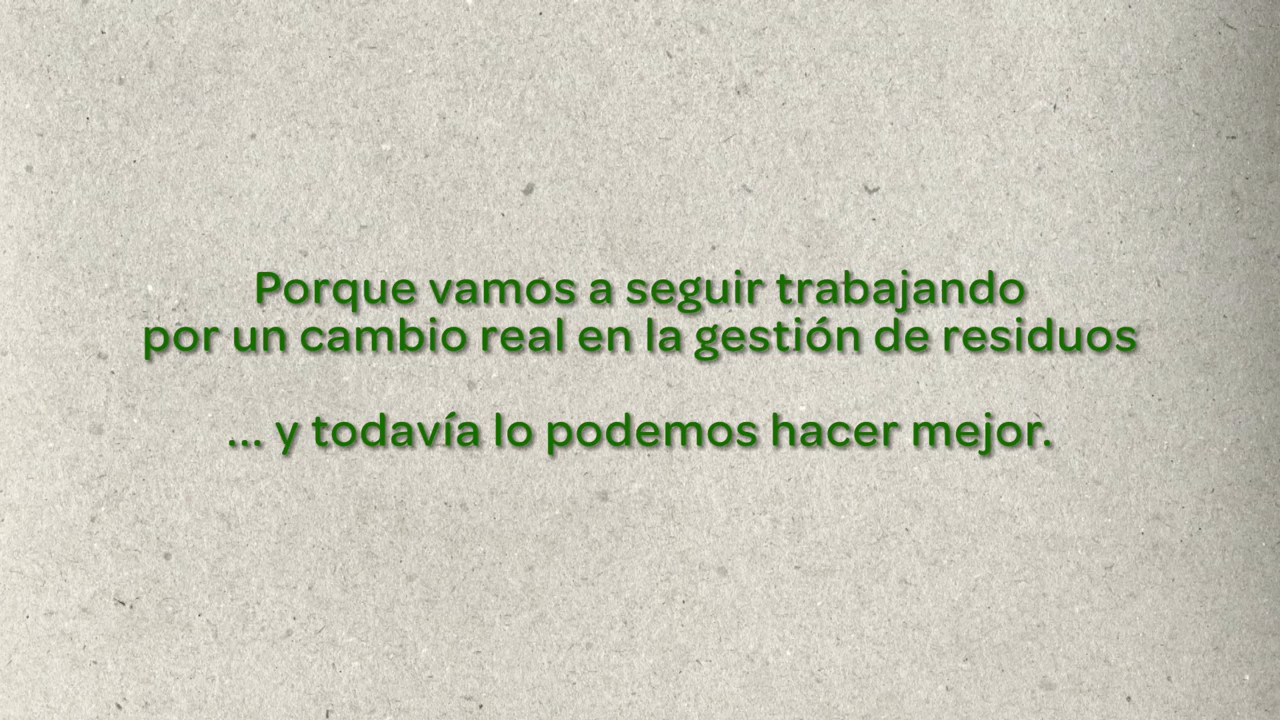 Porque vamos a seguir trabajando
por un cambio real en la gestión de residuos
... y todavía lo podemos hacer mejor.